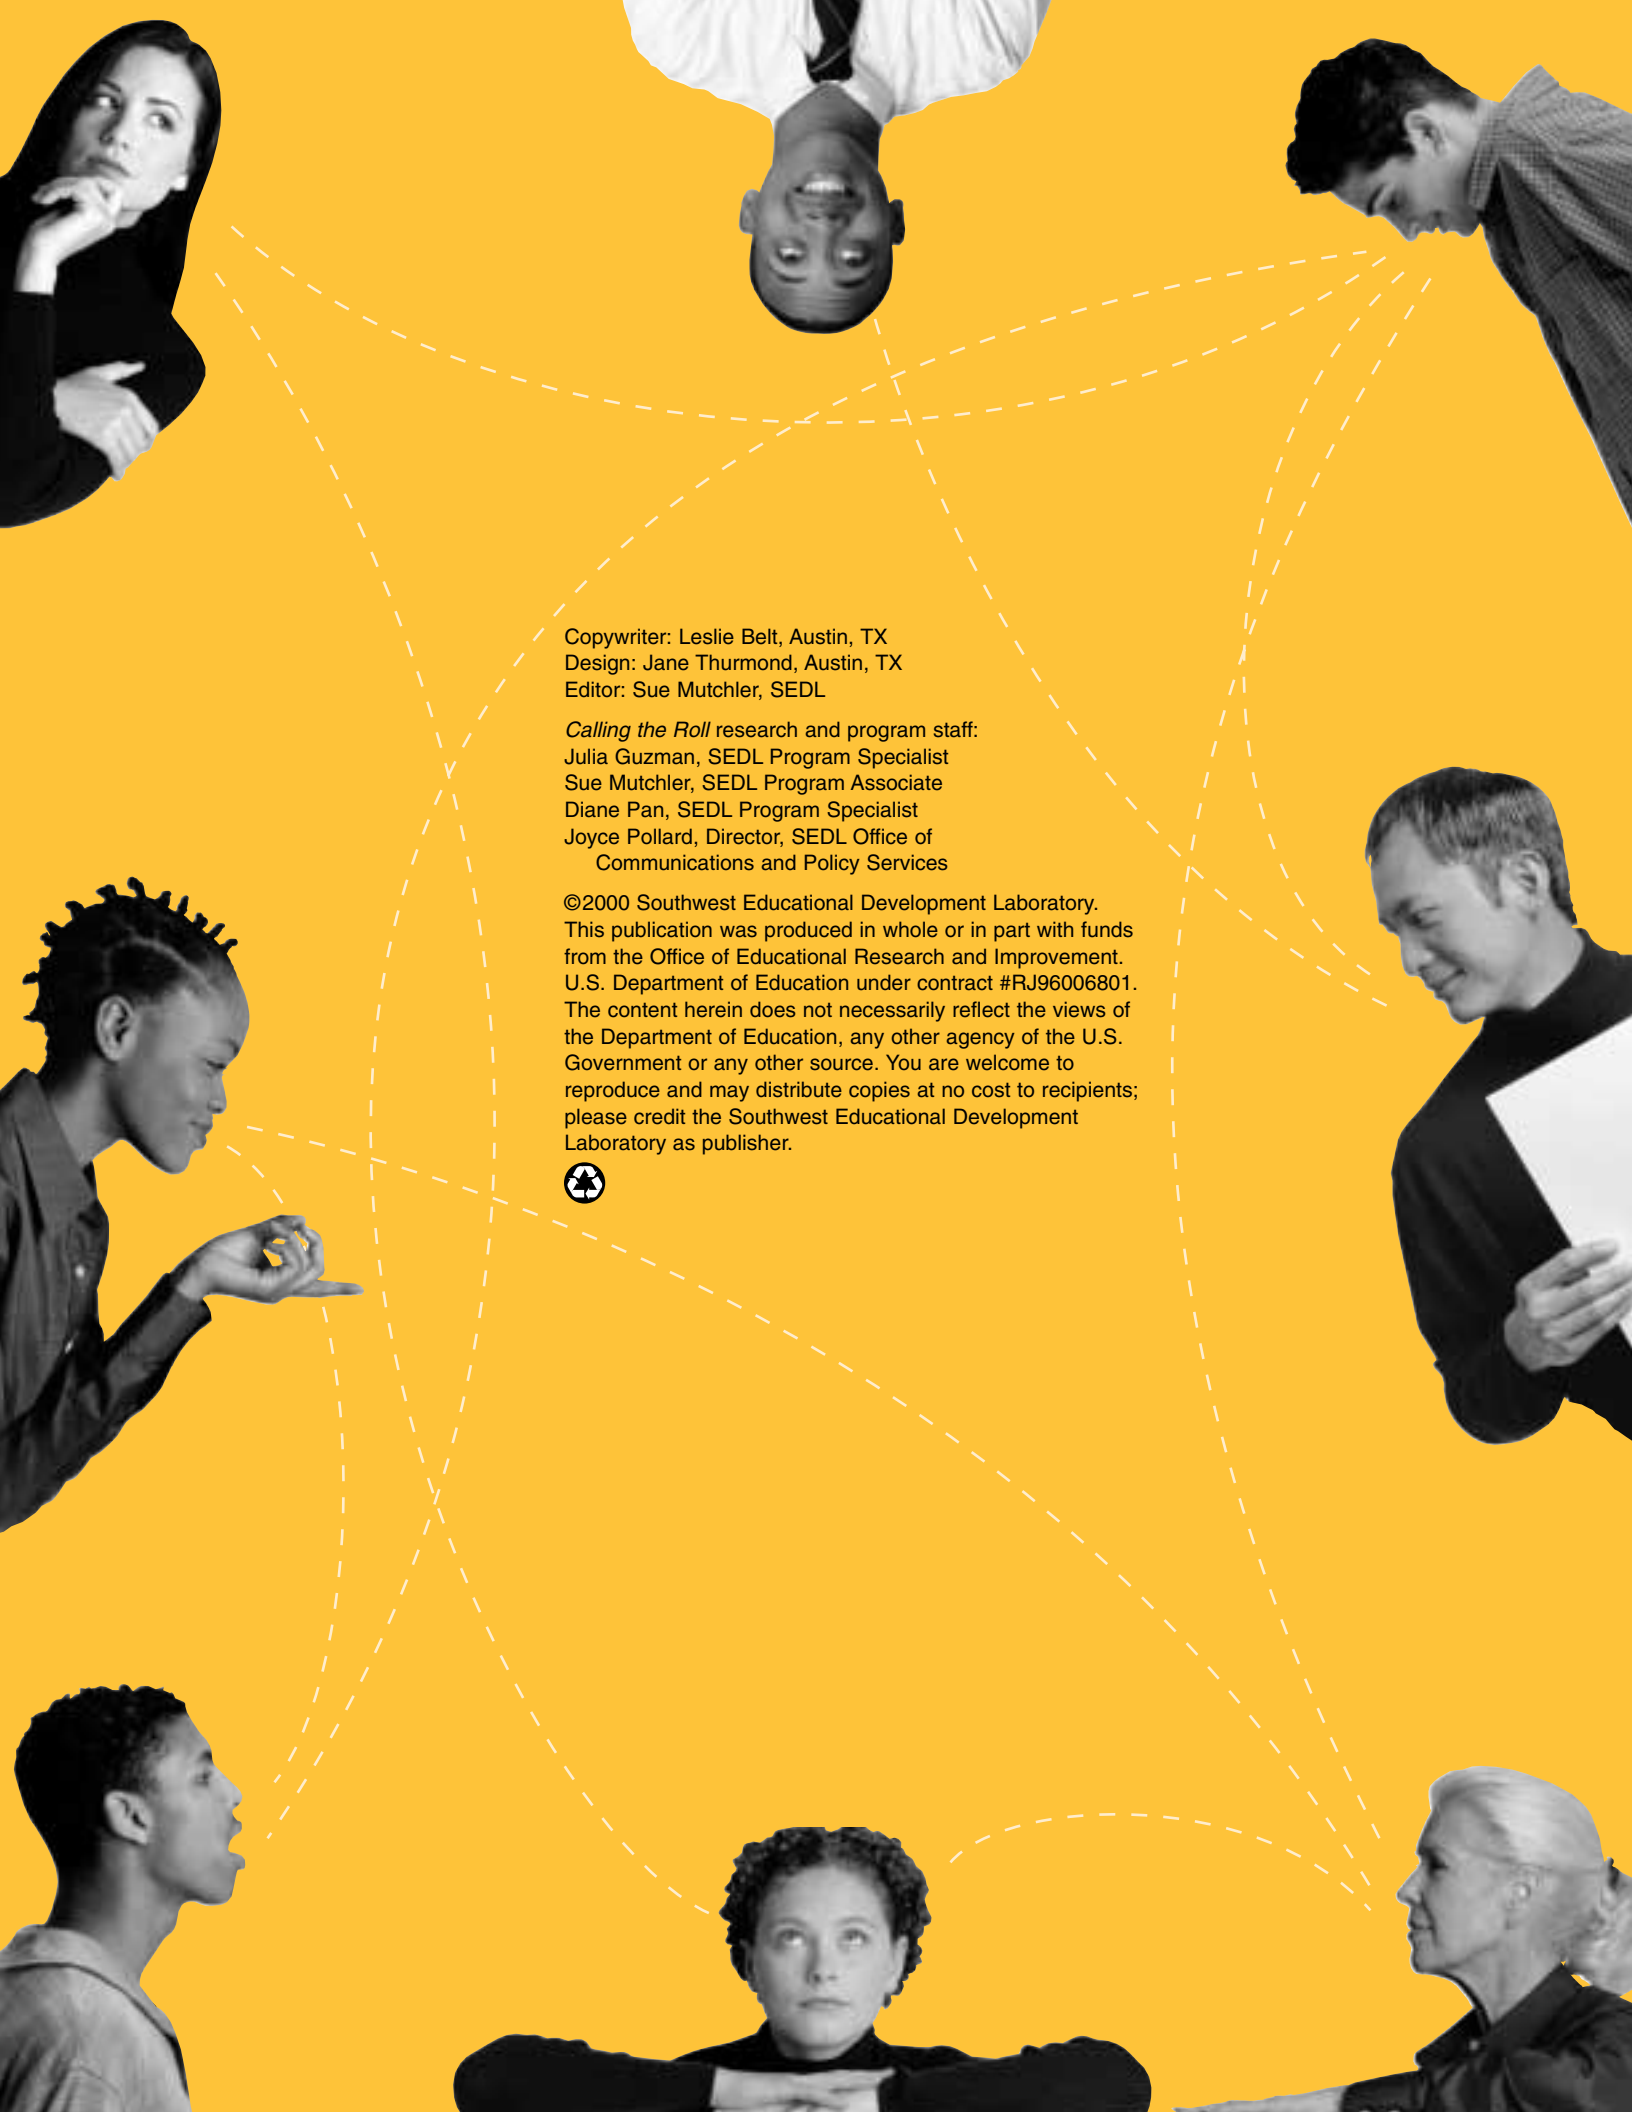 Copywriter: Leslie Belt, Austin, TX
Design: Jane Thurmond, Austin, TX
Editor: Sue Mutchler, SEDL
Calling the Roll research and program staff:
Julia Guzman, SEDL Program Specialist
Sue Mutchler, SEDL Program Associate
Diane Pan, SEDL Program Specialist
Joyce Pollard, Director, SEDL Office of
Communications and Policy Services
©2000 Southwest Educational Development Laboratory.
This publication was produced in whole or in part with funds
from the Office of Educational Research and Improvement.
U.S. Department of Education under contract #RJ96006801.
The content herein does not necessarily reflect the views of
the Department of Education, any other agency of the U.S.
Government or any other source. You are welcome to
reproduce and may distribute copies at no cost to recipients;
please credit the Southwest Educational Development
Laboratory as publisher.